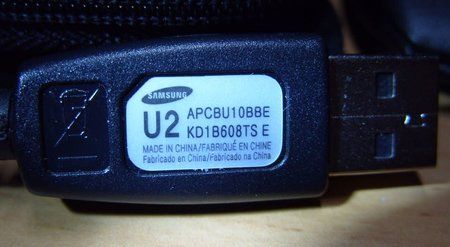 SAMSUNG
U2 APCBU10BBE
KD1B608TS E
MADE IN CHINA/FABRIQUÉ EN CHINE
Fabricado en China/Fabricado na China